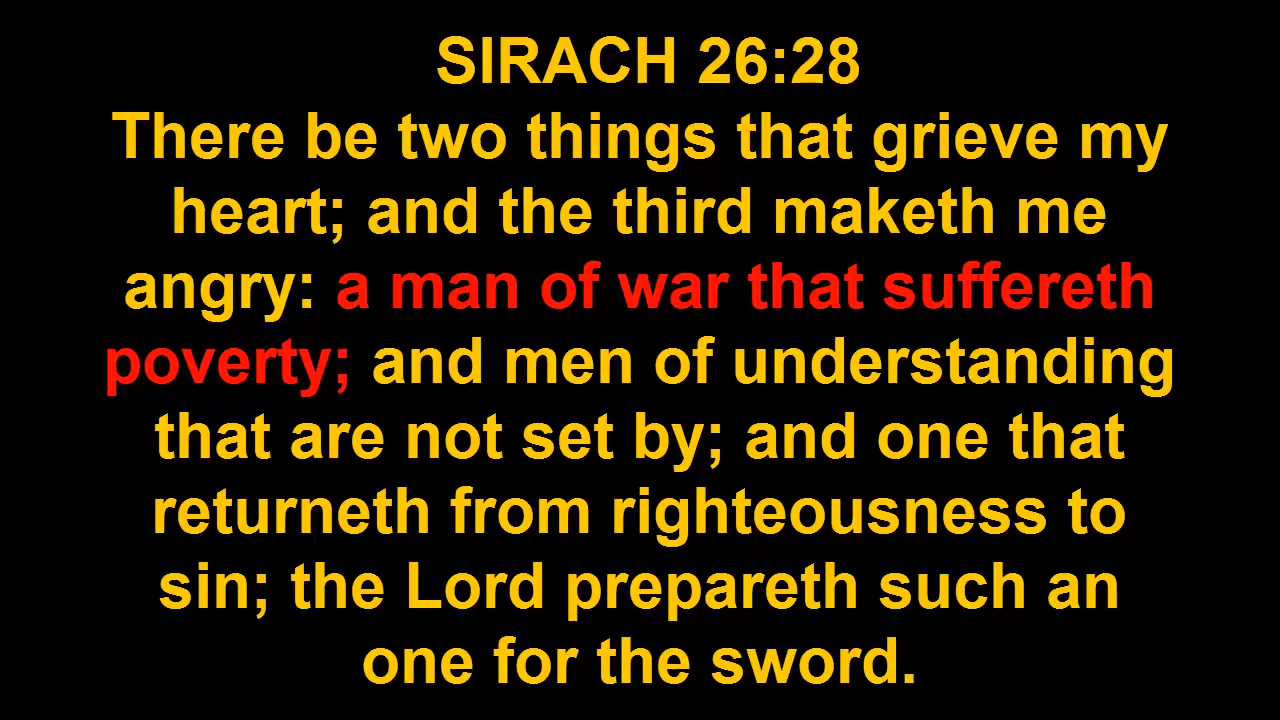 SIRACH 26:28
There be two things that grieve my
heart; and the third maketh me
angry: a man of war that suffereth
poverty; and men of understanding
that are not set by; and one that
returneth from righteousness to
sin; the Lord prepareth such an
one for the sword.